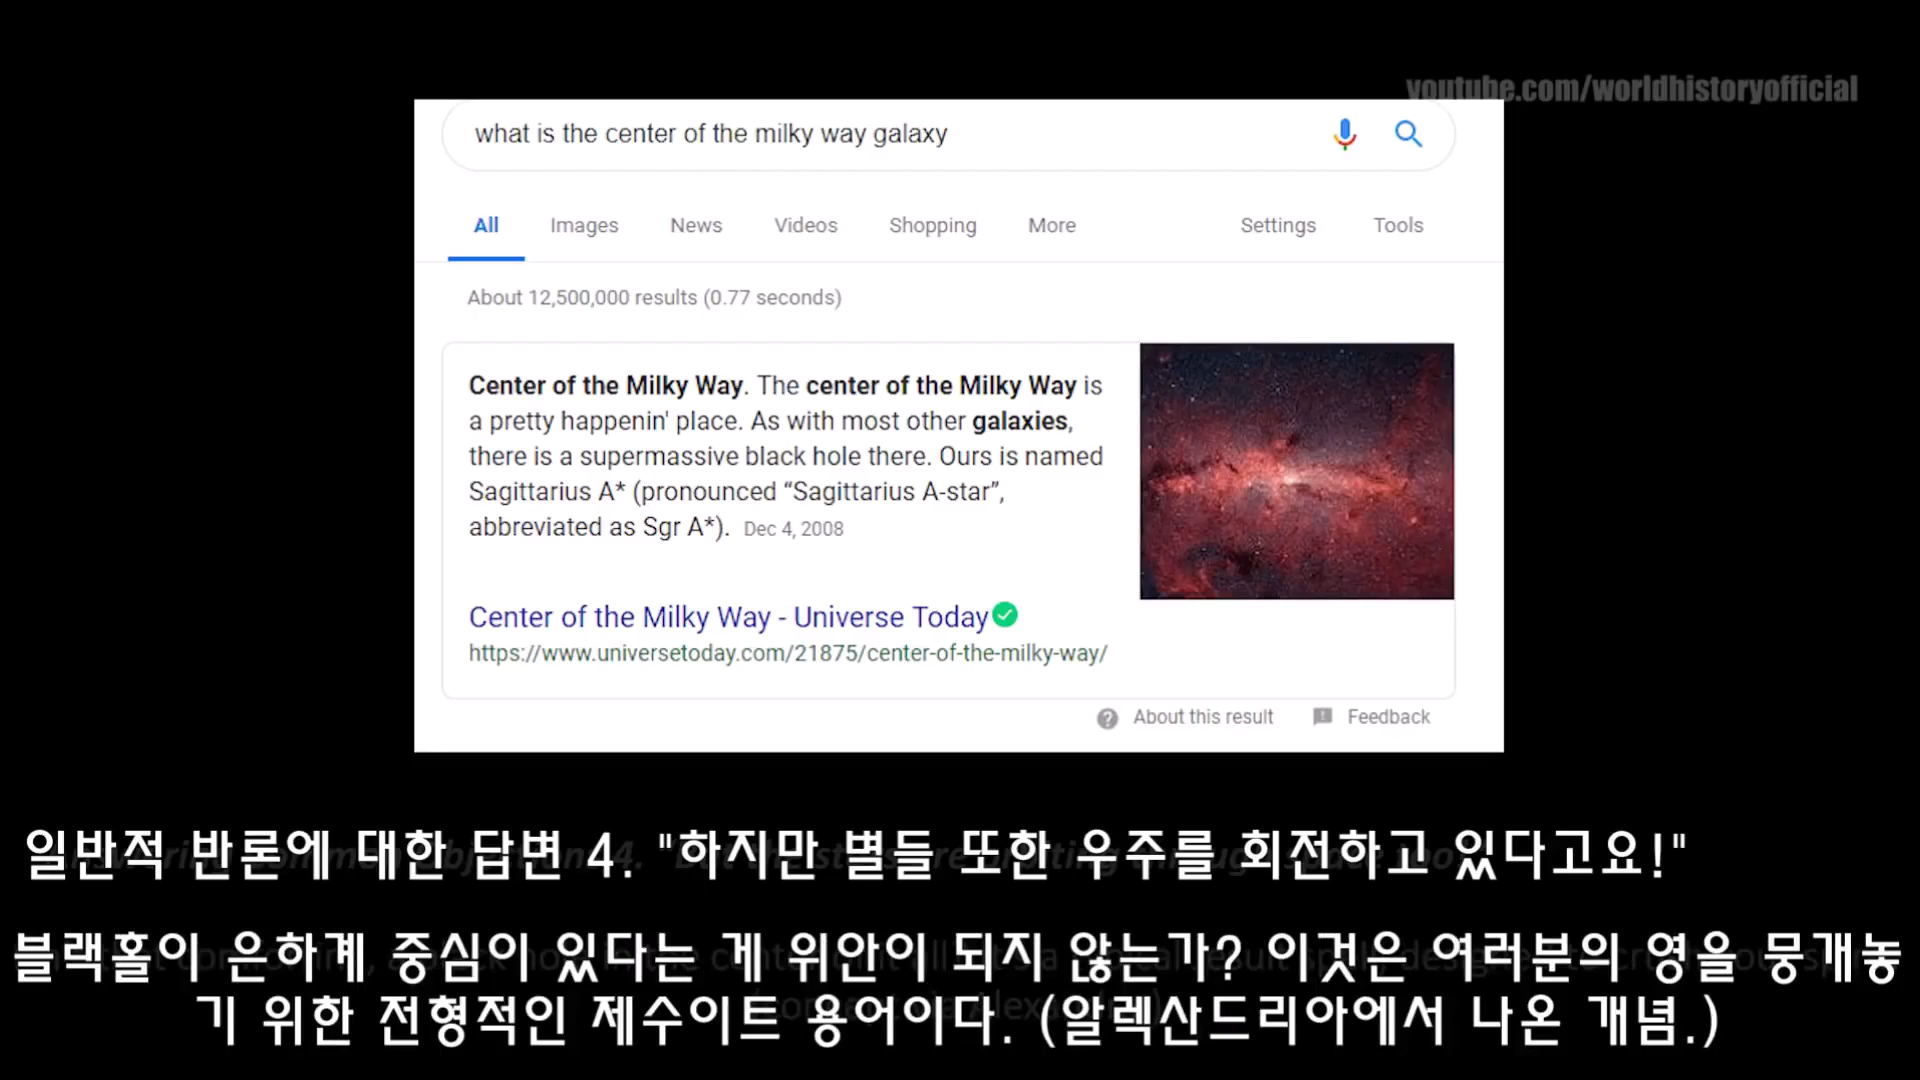 youtube.com/worldhistoryofficial
what is the center of the milky way galaxy
All Images News Videos Shopping More Settings Tools
About 12,500,000 results (0.77 seconds)
Center of the Milky Way. The center of the Milky Way is
a pretty happenin' place. As with most other galaxies,
there is a supermassive black hole there. Ours is named
Sagittarius A* (pronounced “Sagittarius A-star”,
abbreviated as Sgr A*). Dec 4, 2008
Center of the Milky Way - Universe Today
https://www.universetoday.com/21875/center-of-the-milky-way/
About this result Feedback
일반적 반론에 대한 답변 4. "하지만 별들 또한 우주를 회전하고 있다고요!"
블랙홀이 은하계 중심이 있다는 게 위안이 되지 않는가? 이것은 여러분의 영을 뭉개놓
기 위한 전형적인 제수이트 용어이다. (알렉산드리아에서 나온 개념.)